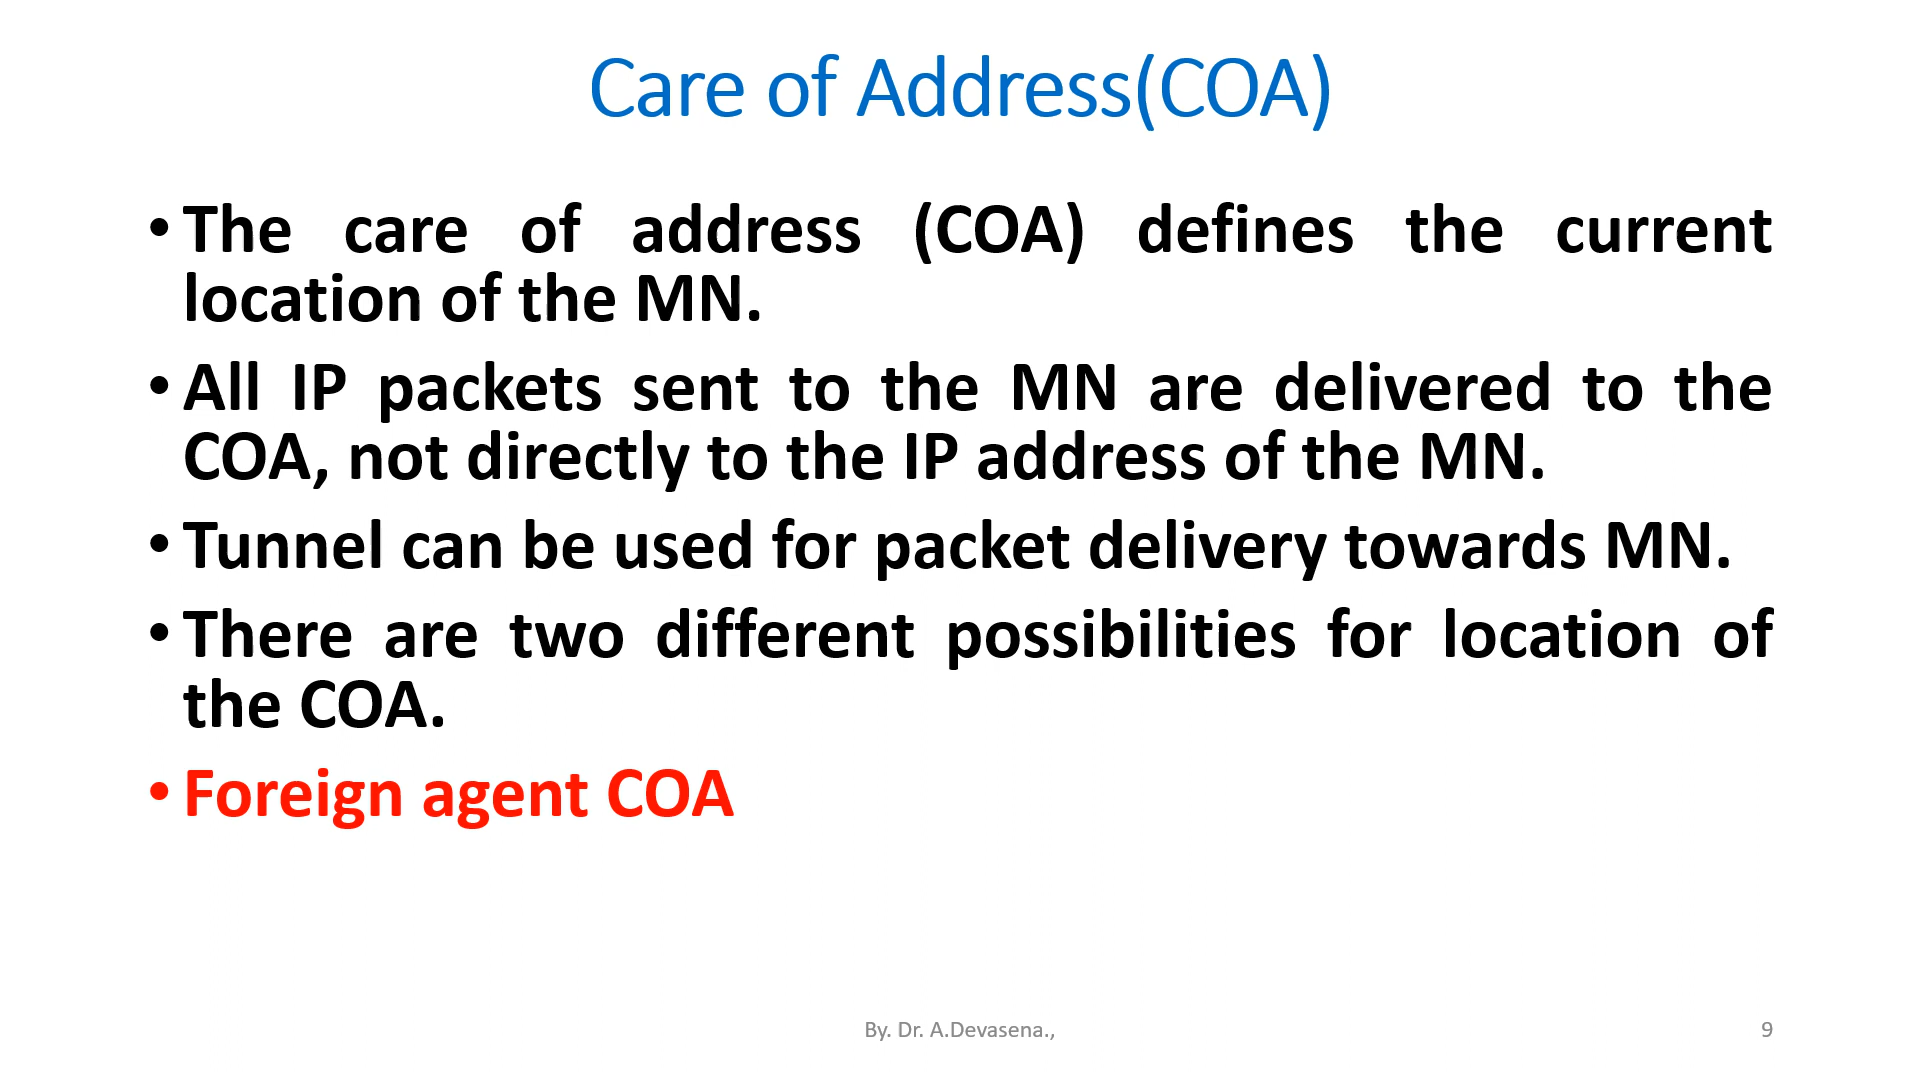 Care of Address(COA)
• The care of address (COA) defines the current
location of the MN.
• All IP packets sent to the MN are delivered to the
COA, not directly to the IP address of the MN.
• Tunnel can be used for packet delivery towards MN.
• There are two different possibilities for location of
the COA.
• Foreign agent COA
By. Dr. A.Devasena.,
9